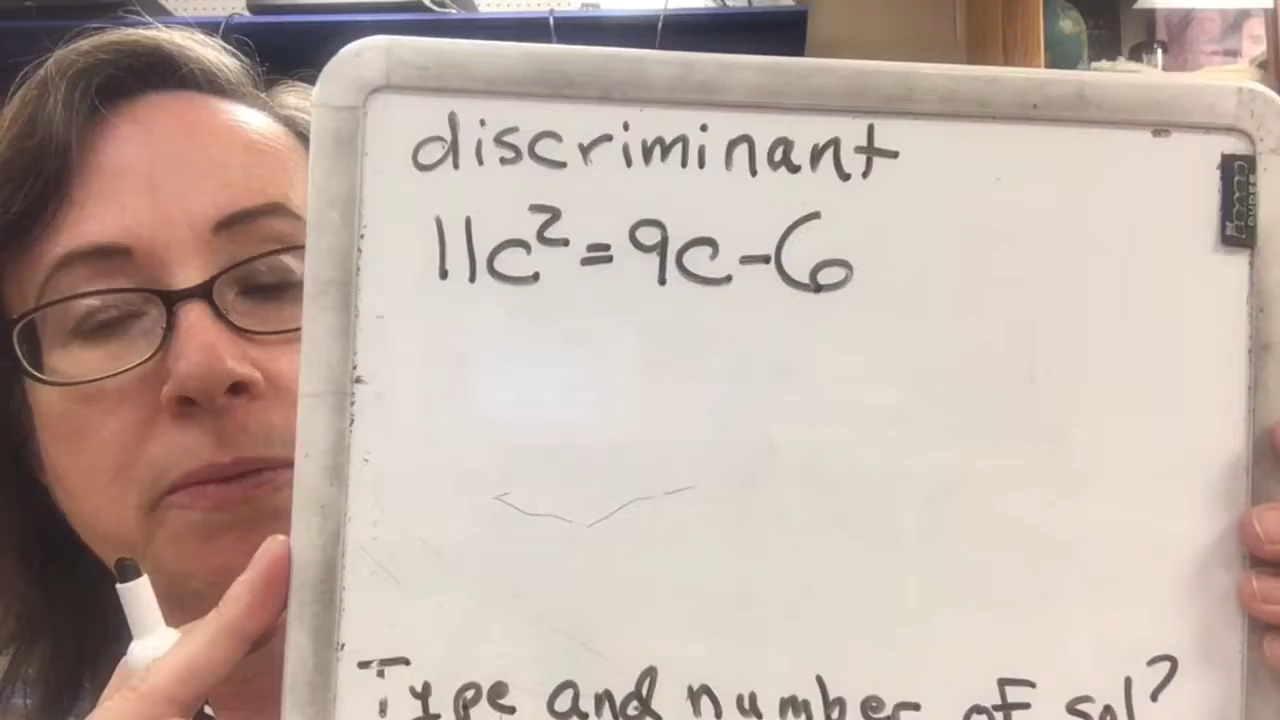 discriminant
11c² = 9c - 6
Type and number of sol?